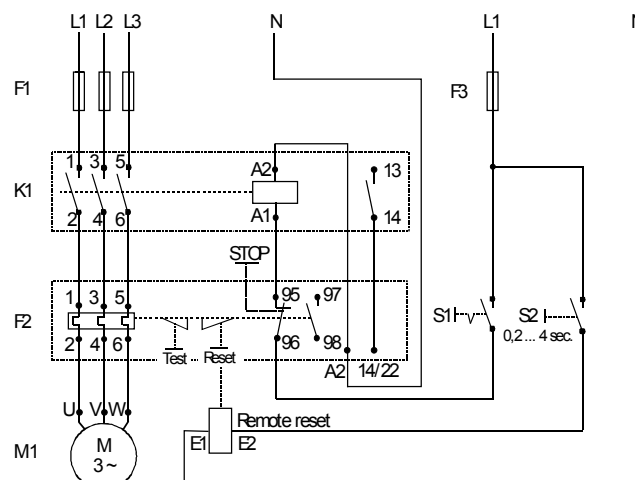 L1 L2 L3 N L1
F1 F3
1 3 5 A2 13
K1
2 4 6 A1 14
STOP
1 3 5 95 97
F2 S1 S2
2 4 6 Test Reset 96 98 0,2 ... 4 sec.
A2 14/22
U V W Remote reset
E1 E2
M1 M
3~